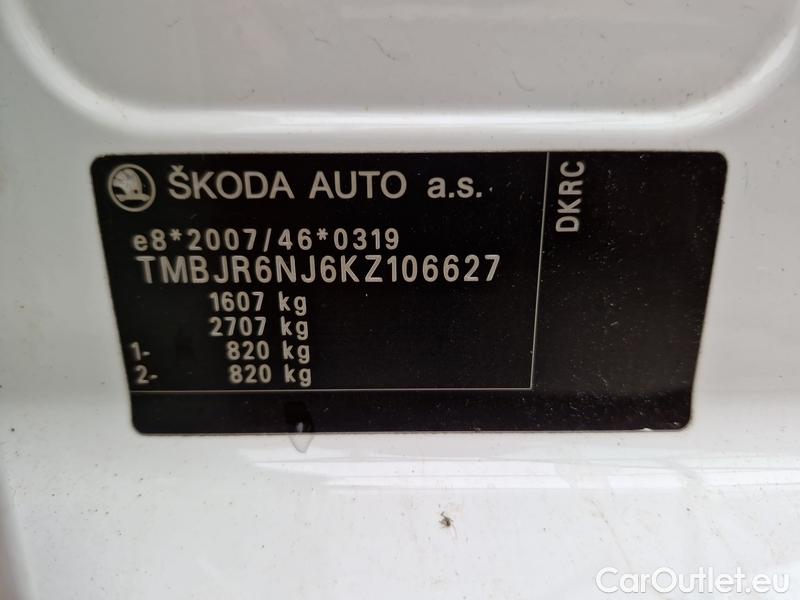 ŠKODA AUTO a.s.
e8*2007/46*0319
TMBJR6NJ6KZ106627
1607 kg
2707 kg
1- 820 kg
2- 820 kg
DKRC
CarOutlet.eu